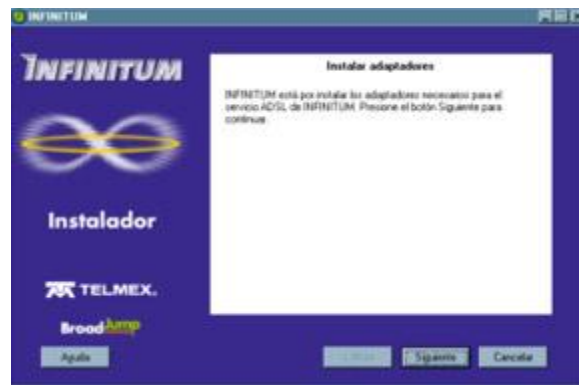 INFINITUM
INFINITUM
Instalar adaptadores
INFINITUM está por instalar los adaptadores necesarios para el
servicio ADSL de INFINITUM. Presione el botón Siguiente para
continuar.
Instalador
TELMEX.
BroadJump
Ayuda
Siguiente
Cancelar